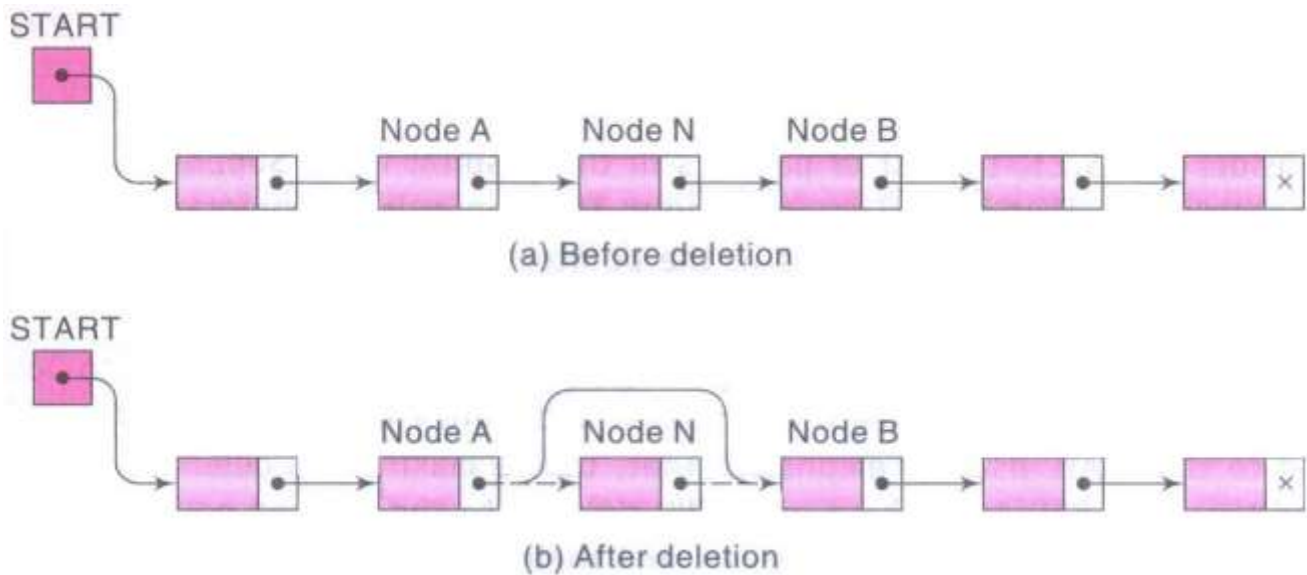 START
Node A Node N Node B
×
(a) Before deletion
START
Node A Node N Node B
×
(b) After deletion